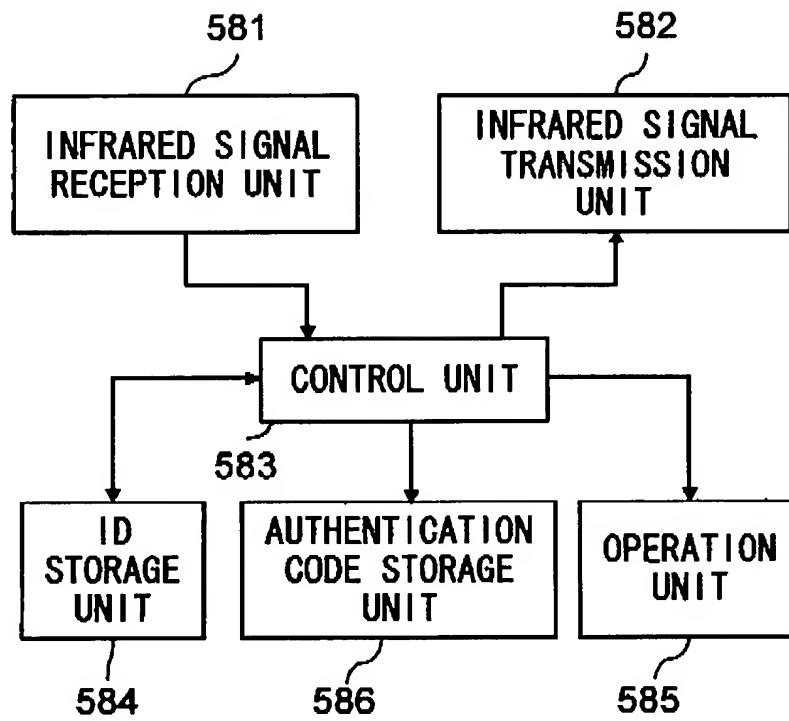 581
582
INFRARED SIGNAL
RECEPTION UNIT
INFRARED SIGNAL
TRANSMISSION
UNIT
CONTROL UNIT
583
ID
STORAGE
UNIT
AUTHENTICATION
CODE STORAGE
UNIT
OPERATION
UNIT
584
586
585